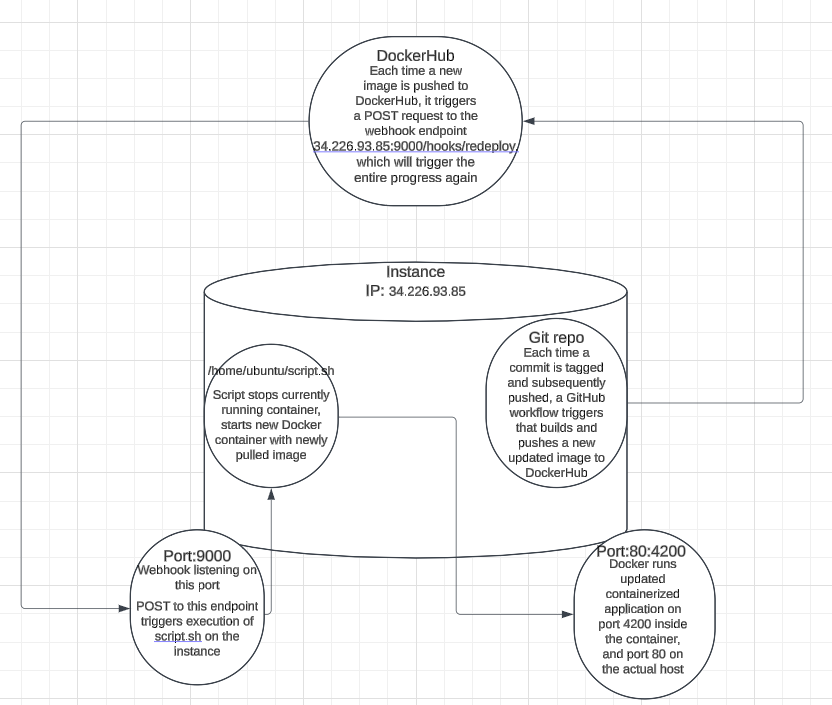 DockerHub
Each time a new
image is pushed to
DockerHub, it triggers
a POST request to the
webhook endpoint
34.226.93.85:9000/hooks/redeploy,
which will trigger the
entire progress again
Instance
IP: 34.226.93.85
/home/ubuntu/script.sh
Script stops currently
running container,
starts new Docker
container with newly
pulled image
Git repo
Each time a
commit is tagged
and subsequently
pushed, a GitHub
workflow triggers
that builds and
pushes a new
updated image to
DockerHub
Port:9000
Webhook listening on
this port
POST to this endpoint
triggers execution of
script.sh on the
instance
Port:80:4200
Docker runs
updated
containerized
application on
port 4200 inside
the container,
and port 80 on
the actual host